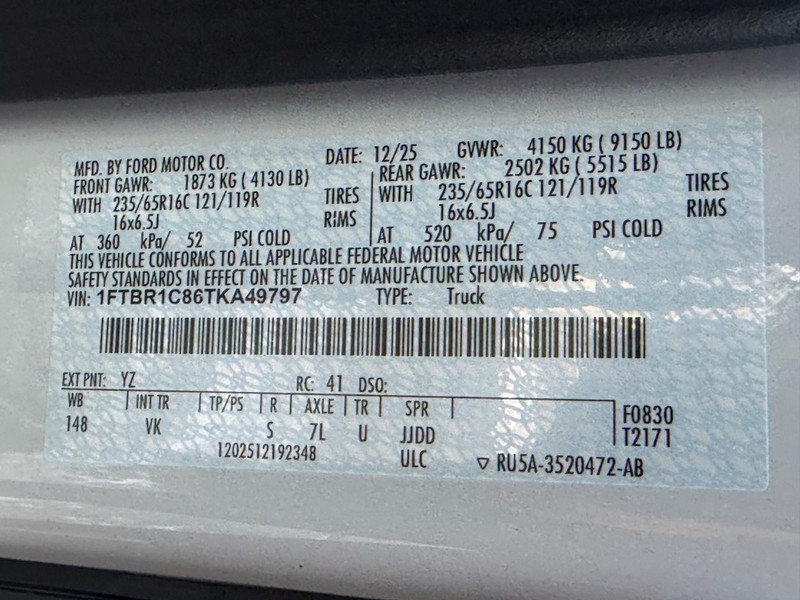 MFD. BY FORD MOTOR CO. DATE: 12/25 GVWR: 4150 KG ( 9150 LB)
FRONT GAWR: 1873 KG ( 4130 LB) REAR GAWR: 2502 KG ( 5515 LB)
WITH 235/65R16C 121/119R TIRES WITH 235/65R16C 121/119R TIRES
16x6.5J RIMS 16x6.5J RIMS
AT 360 kPa/ 52 PSI COLD AT 520 kPa/ 75 PSI COLD
THIS VEHICLE CONFORMS TO ALL APPLICABLE FEDERAL MOTOR VEHICLE
SAFETY STANDARDS IN EFFECT ON THE DATE OF MANUFACTURE SHOWN ABOVE.
VIN: 1FTBR1C86TKA49797 TYPE: Truck
EXT PNT: YZ RC: 41 DSO:
WB INT TR TP/PS R AXLE TR SPR F0830
148 VK S 7L U JJDD T2171
1202512192348 ULC ▽ RU5A-3520472-AB